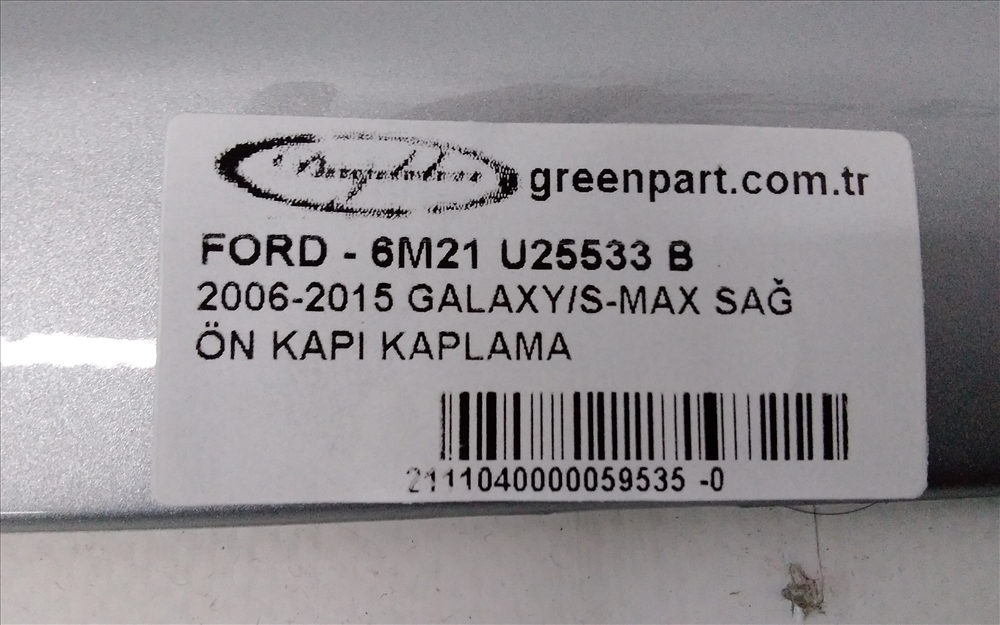 greenpart.com.tr
FORD - 6M21 U25533 B
2006-2015 GALAXY/S-MAX SAĞ
ÖN KAPI KAPLAMA
2111040000059535 -0